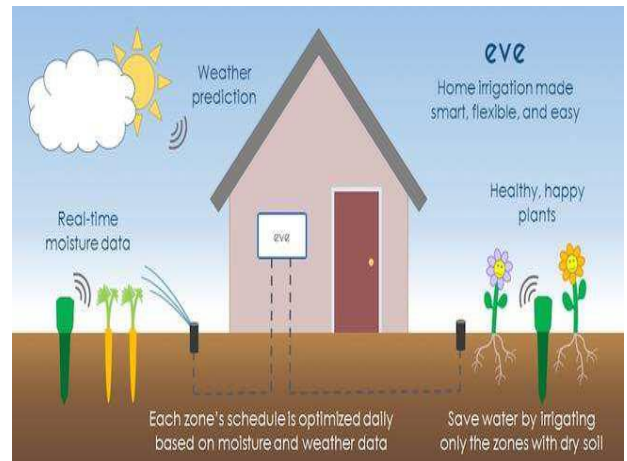 eve
Home irrigation made
smart, flexible, and easy
Weather
prediction
Real-time
moisture data
eve
Healthy, happy
plants
Each zone's schedule is optimized daily
based on moisture and weather data
Save water by irrigating
only the zones with dry soil